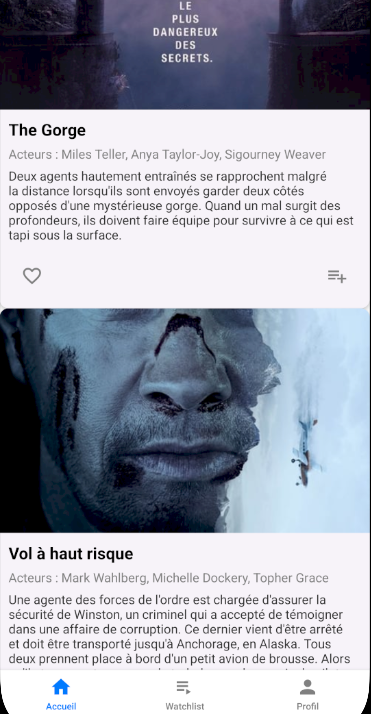 LE
PLUS
DANGEREUX
DES
SECRETS.
The Gorge
Acteurs : Miles Teller, Anya Taylor-Joy, Sigourney Weaver
Deux agents hautement entraînés se rapprochent malgré
la distance lorsqu'ils sont envoyés garder deux côtés
opposés d'une mystérieuse gorge. Quand un mal surgit des
profondeurs, ils doivent faire équipe pour survivre à ce qui est
tapi sous la surface.
Vol à haut risque
Acteurs : Mark Wahlberg, Michelle Dockery, Topher Grace
Une agente des forces de l'ordre est chargée d'assurer la
sécurité de Winston, un criminel qui a accepté de témoigner
dans une affaire de corruption. Ce dernier vient d'être arrêté
et doit être transporté jusqu'à Anchorage, en Alaska. Tous
deux prennent place à bord d'un petit avion de brousse. Alors
Accueil
Watchlist
Profil